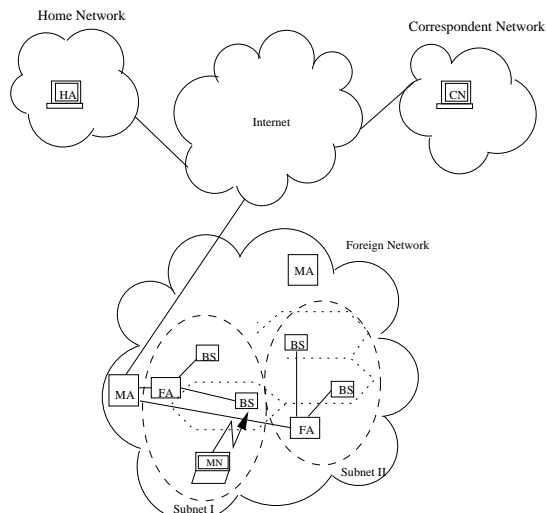 Home Network
Correspondent Network
HA
CN
Internet
Foreign Network
MA
BS
BS
MA
FA
BS
BS
FA
MN
Subnet II
Subnet I